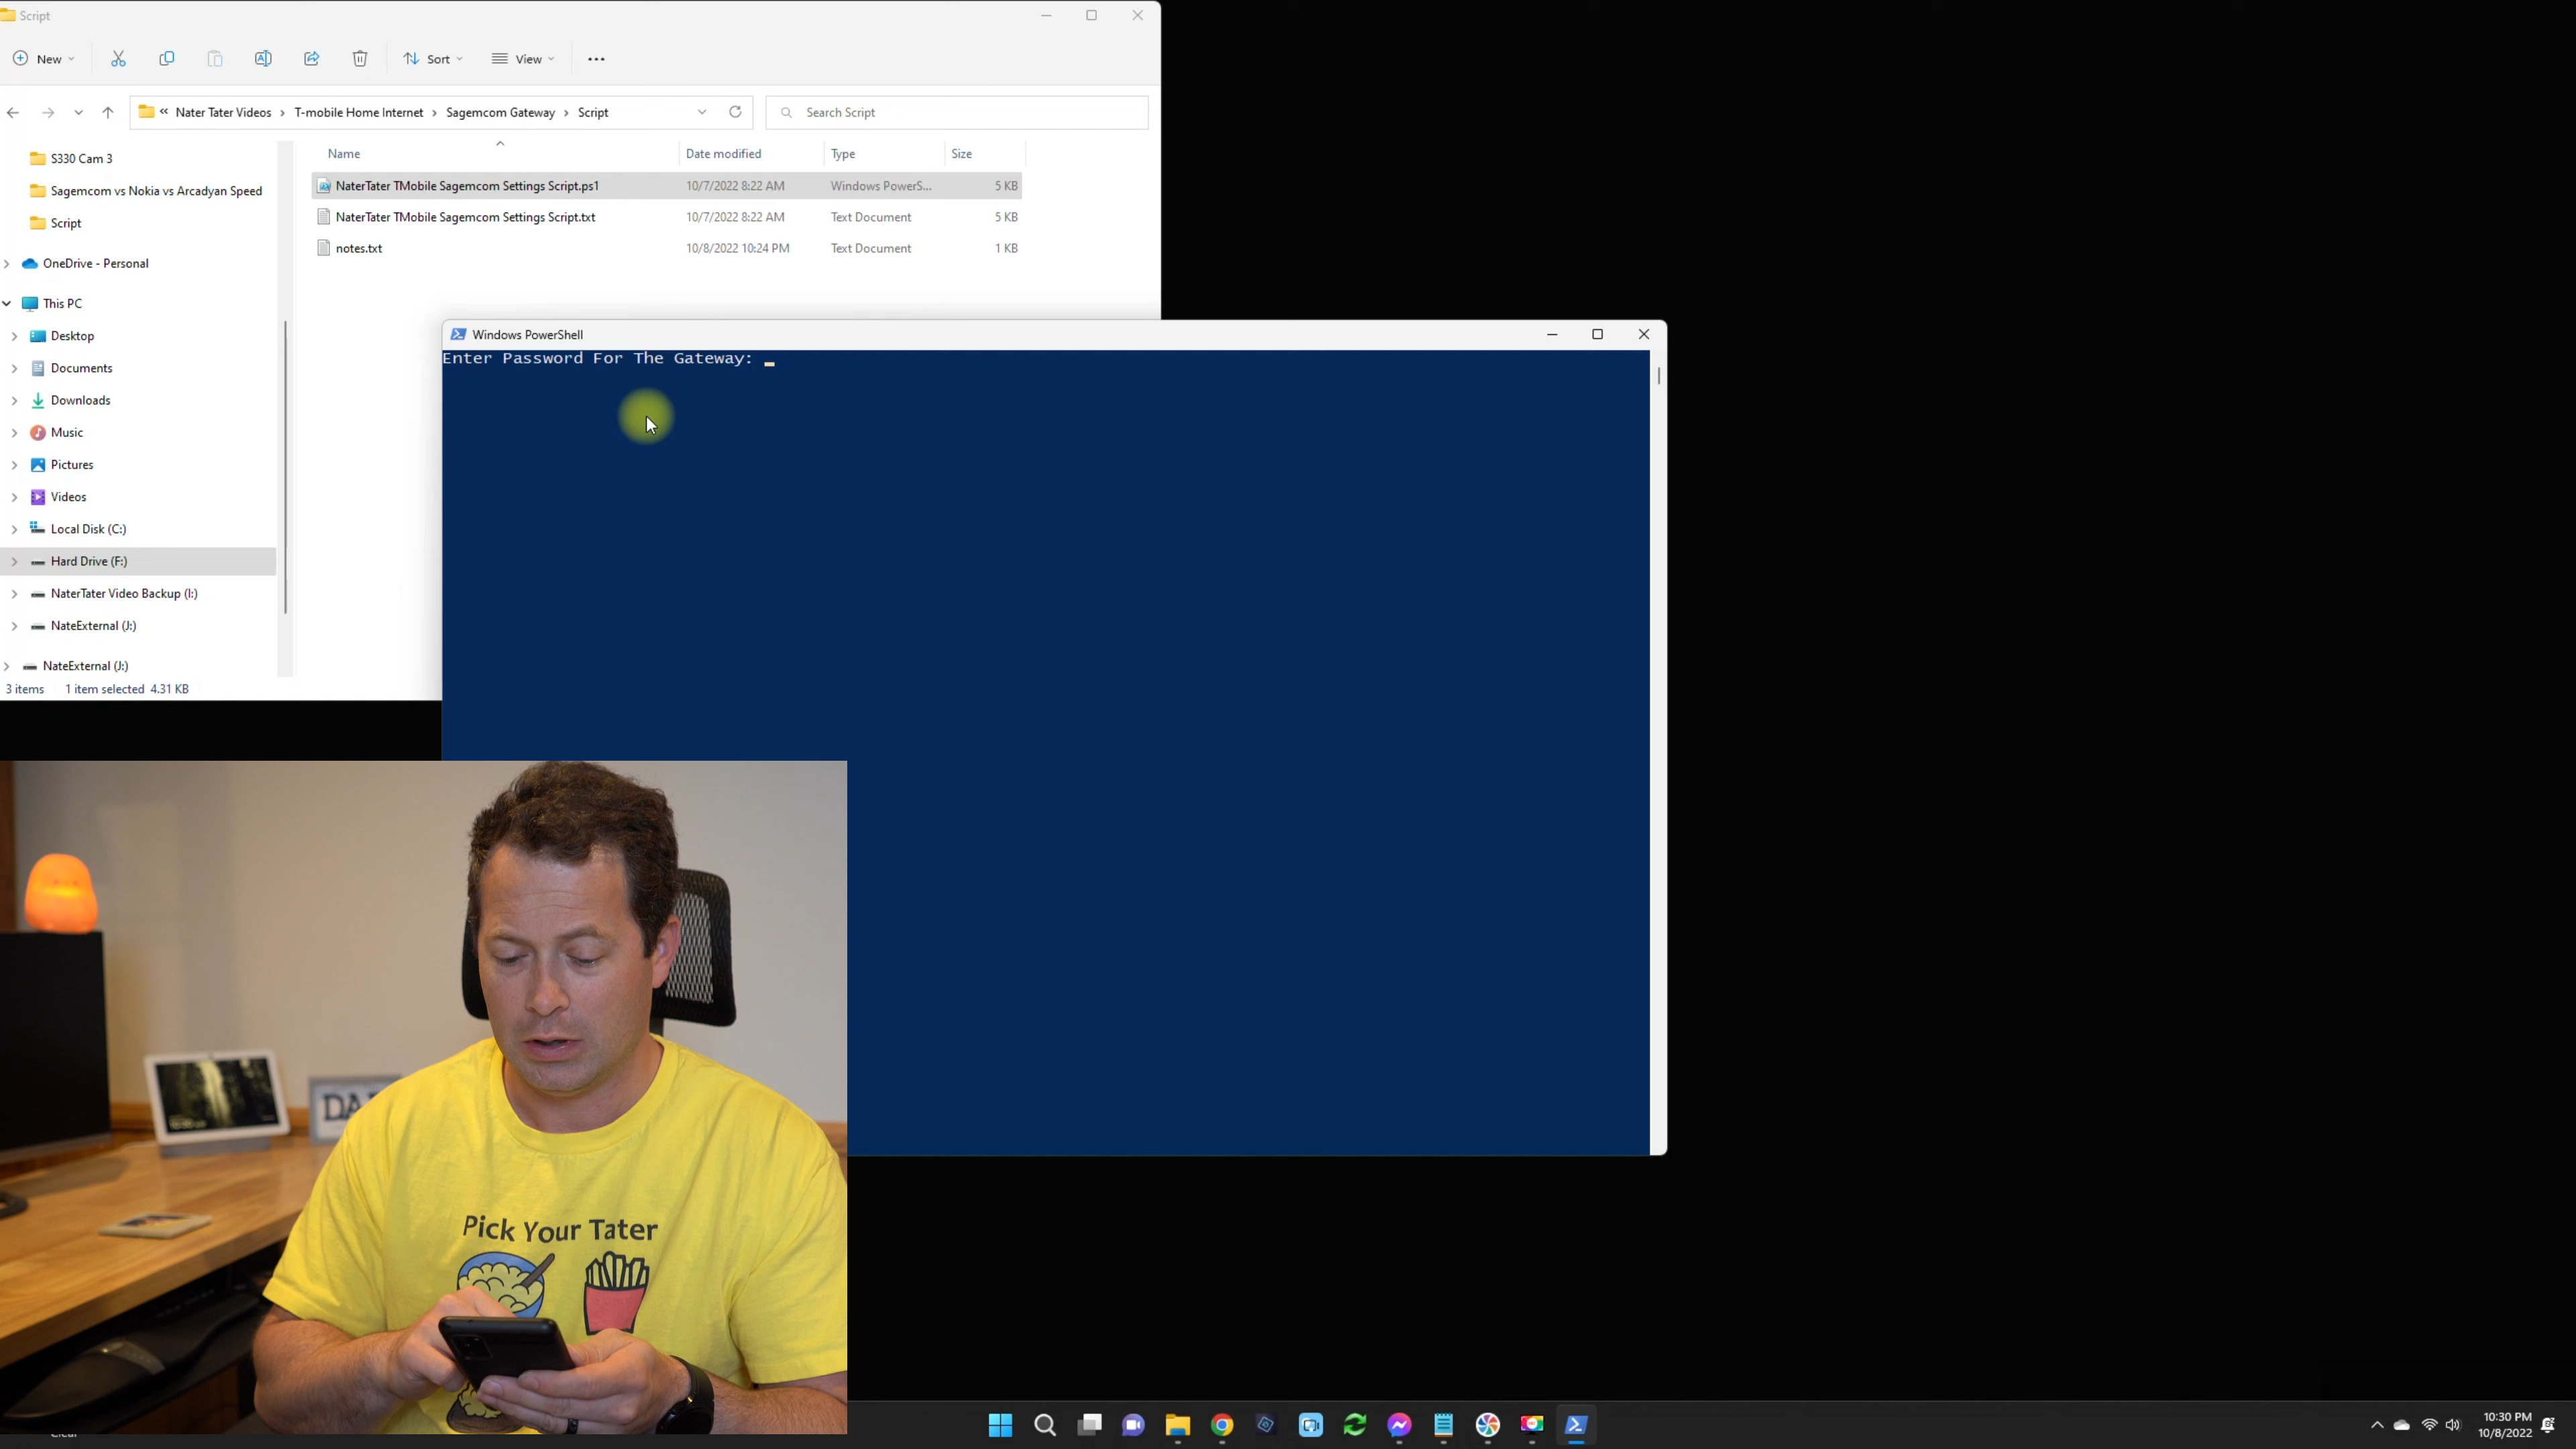 Script
New
Sort
View
Nater Tater Videos
T-mobile Home Internet
Sagemcom Gateway
Script
Search Script
Name
Date modified
Type
Size
NaterTater TMobile Sagemcom Settings Script.ps1
10/7/2022 8:22 AM
Windows PowerS...
5 KB
NaterTater TMobile Sagemcom Settings Script.txt
10/7/2022 8:22 AM
Text Document
5 KB
notes.txt
10/8/2022 10:24 PM
Text Document
1 KB
S330 Cam 3
Sagemcom vs Nokia vs Arcadyan Speed
Script
OneDrive - Personal
This PC
Desktop
Documents
Downloads
Music
Pictures
Videos
Local Disk (C:)
Hard Drive (F:)
NaterTater Video Backup (I:)
NateExternal (J:)
NateExternal (J:)
3 items
1 item selected 4.31 KB
Windows PowerShell
Enter Password For The Gateway:
Pick Your Tater
Clear
10:30 PM
10/8/2022